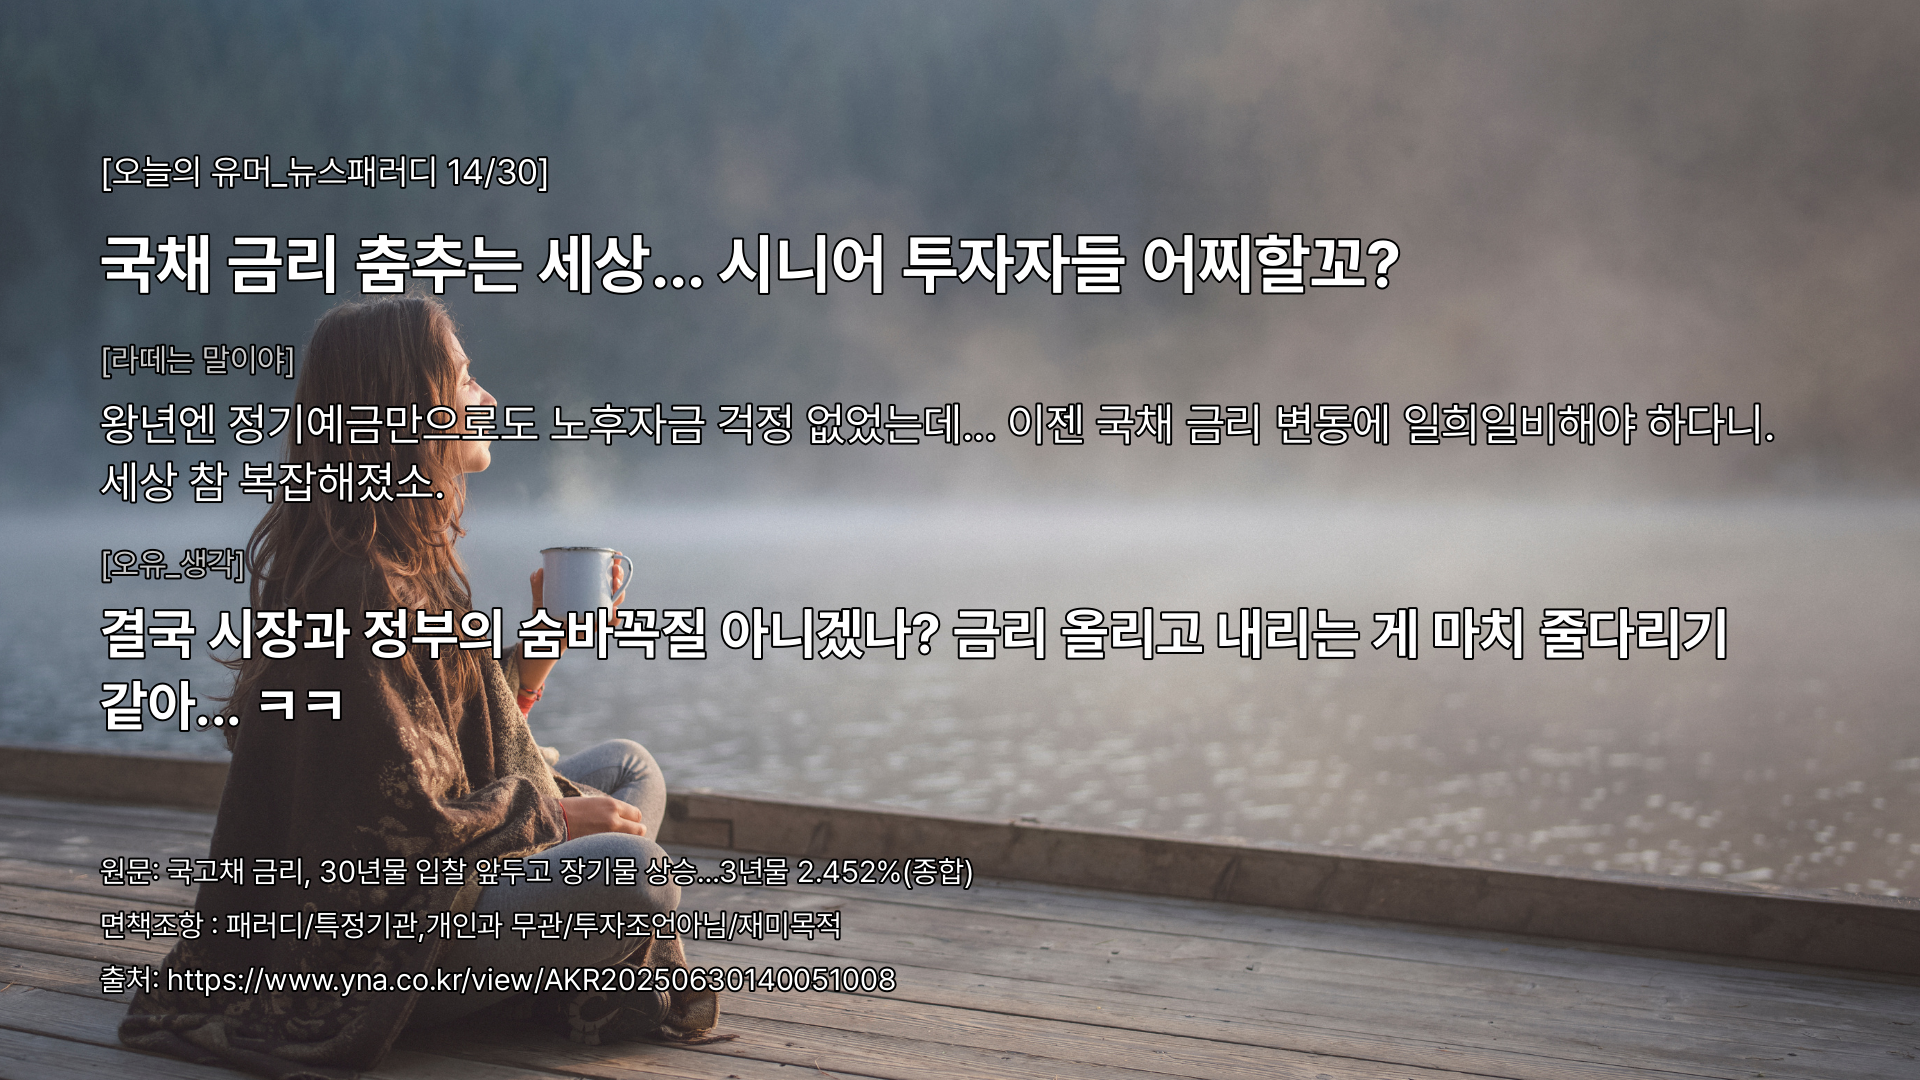 [오늘의 유머_뉴스패러디 14/30]
국채 금리 춤추는 세상... 시니어 투자자들 어찌할꼬?
[라떼는 말이야]
왕년엔 정기예금만으로도 노후자금 걱정 없었는데... 이젠 국채 금리 변동에 일희일비해야 하다니.
세상 참 복잡해졌소.
[오유_생각]
결국 시장과 정부의 숨바꼭질 아니겠나? 금리 올리고 내리는 게 마치 줄다리기
같아... ㅋㅋ
원문: 국고채 금리, 30년물 입찰 앞두고 장기물 상승...3년물 2.452%(종합)
면책조항 : 패러디/특정기관,개인과 무관/투자조언아님/재미목적
출처: https://www.yna.co.kr/view/AKR20250630140051008